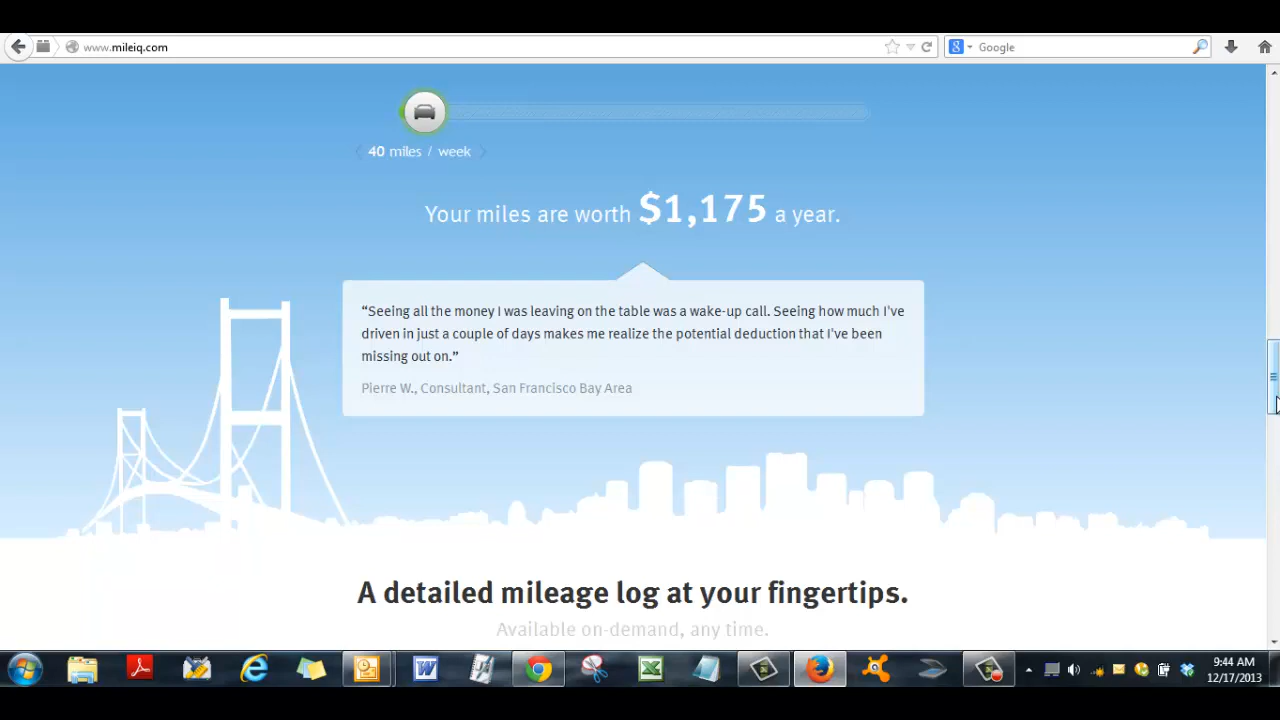 www.mileiq.com
Google
40 miles / week
Your miles are worth $1,175 a year.
“Seeing all the money I was leaving on the table was a wake-up call. Seeing how much I've
driven in just a couple of days makes me realize the potential deduction that I've been
missing out on.”
Pierre W., Consultant, San Francisco Bay Area
A detailed mileage log at your fingertips.
Available on-demand, any time.
9:44 AM
12/17/2013